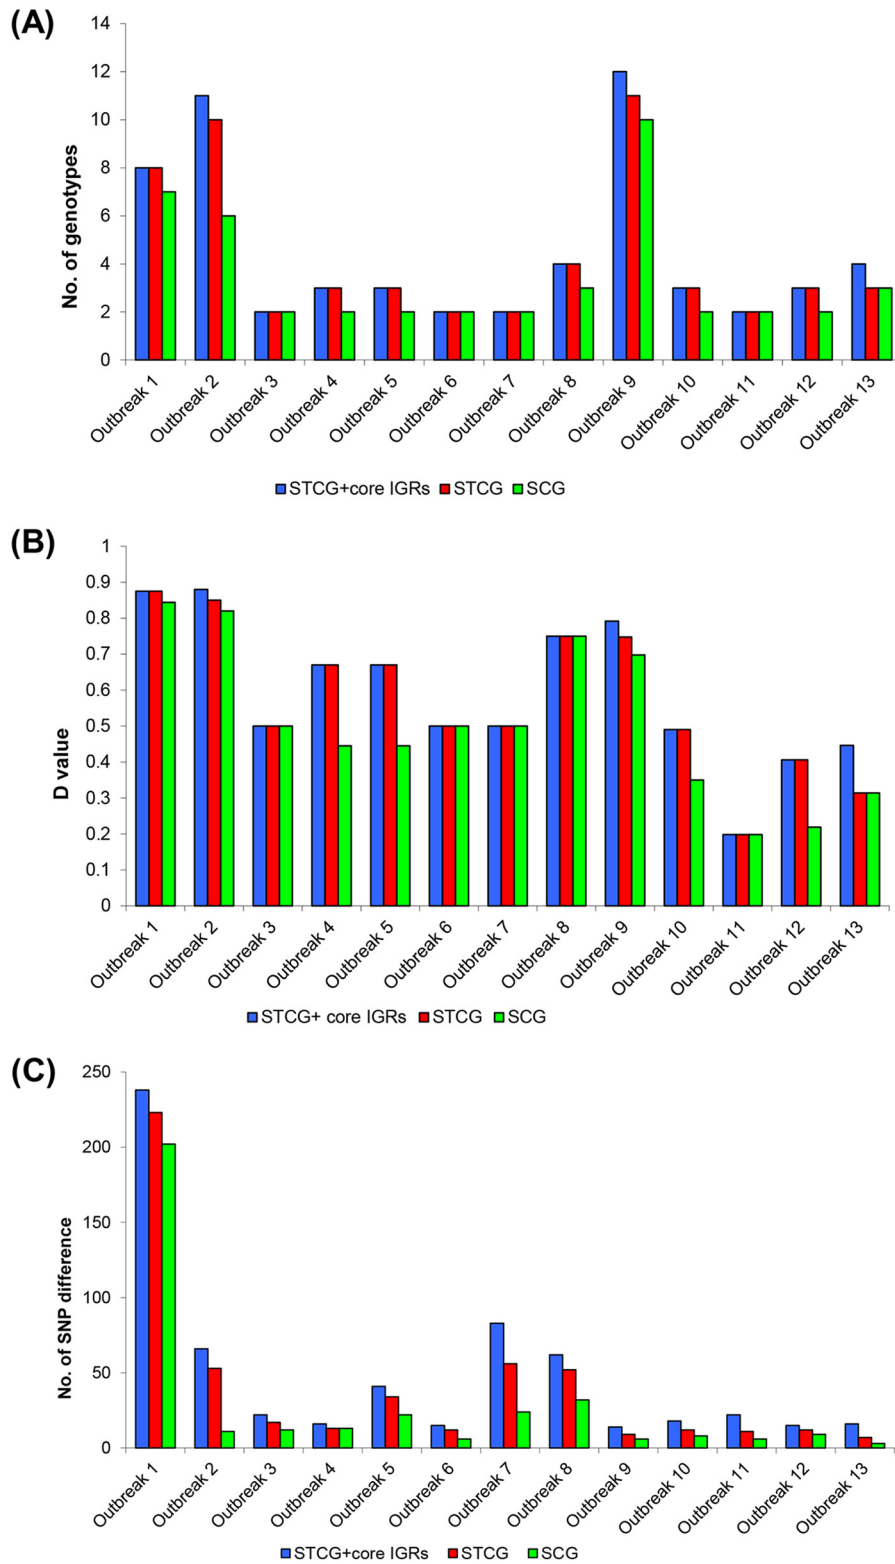 (A)
14
12
10
8
6
4
2
0
No. of genotypes
Outbreak 1
Outbreak 2
Outbreak 3
Outbreak 4
Outbreak 5
Outbreak 6
Outbreak 7
Outbreak 8
Outbreak 9
Outbreak 10
Outbreak 11
Outbreak 12
Outbreak 13
STCG+core IGRs STCG SCG
(B)
1
0.9
0.8
0.7
0.6
0.5
0.4
0.3
0.2
0.1
0
D value
Outbreak 1
Outbreak 2
Outbreak 3
Outbreak 4
Outbreak 5
Outbreak 6
Outbreak 7
Outbreak 8
Outbreak 9
Outbreak 10
Outbreak 11
Outbreak 12
Outbreak 13
STCG+ core IGRs STCG SCG
(C)
250
200
150
100
50
0
No. of SNP difference
Outbreak 1
Outbreak 2
Outbreak 3
Outbreak 4
Outbreak 5
Outbreak 6
Outbreak 7
Outbreak 8
Outbreak 9
Outbreak 10
Outbreak 11
Outbreak 12
Outbreak 13
STCG+core IGRs STCG SCG